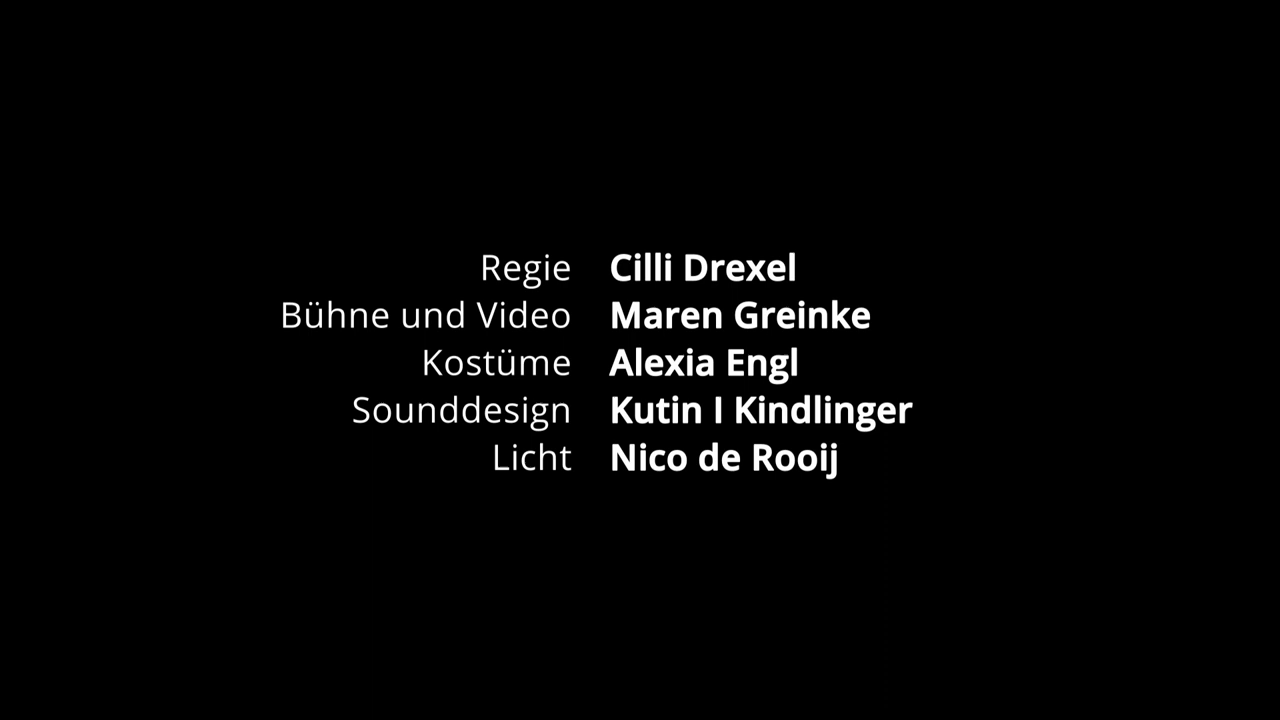 Regie Cilli Drexel
Bühne und Video Maren Greinke
Kostüme Alexia Engl
Sounddesign Kutin I Kindlinger
Licht Nico de Rooij